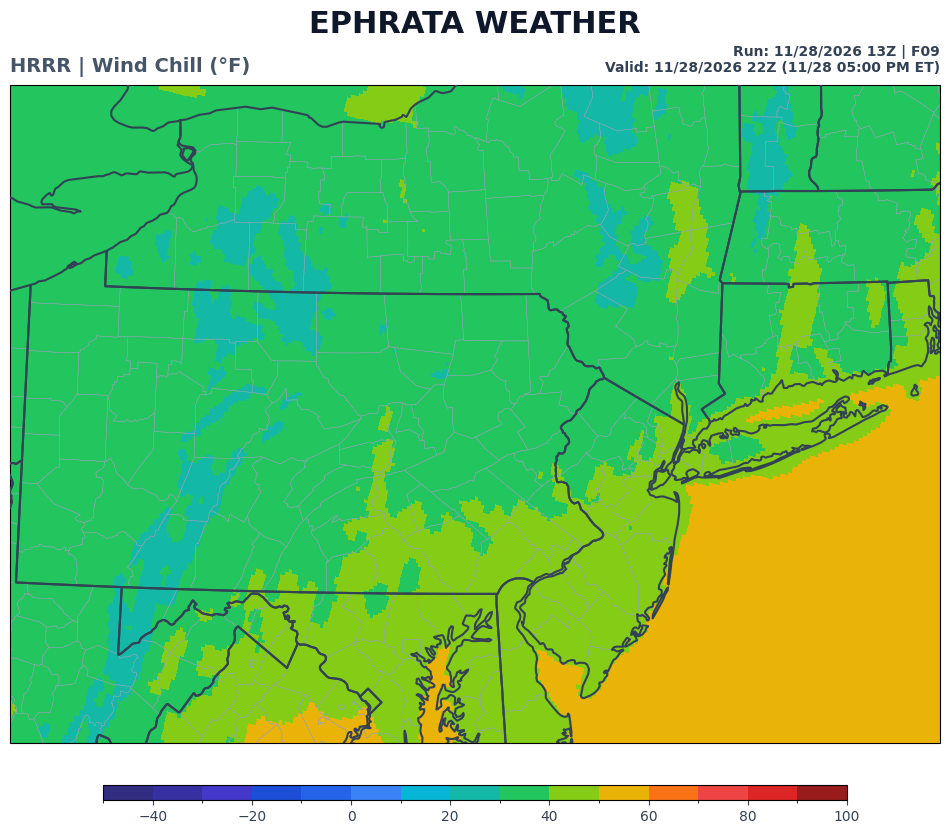 EPHRATA WEATHER
HRRR | Wind Chill (°F)
Run: 11/28/2026 13Z | F09
Valid: 11/28/2026 22Z (11/28 05:00 PM ET)
−40 −20 0 20 40 60 80 100